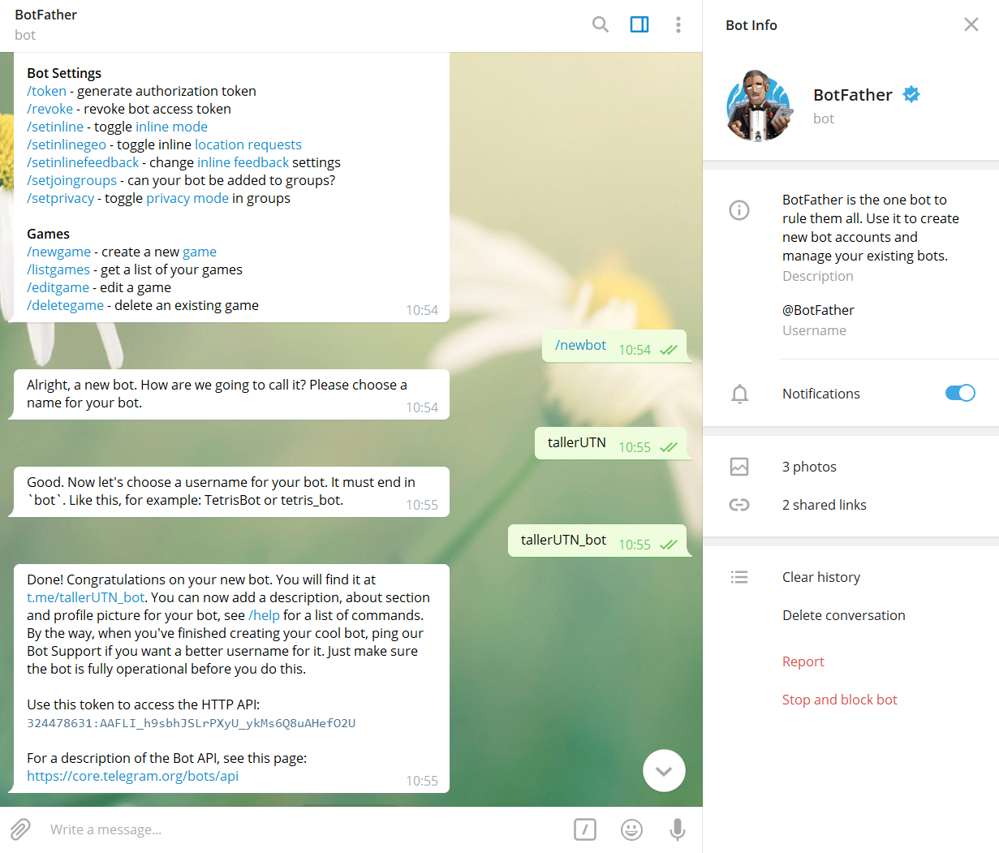 BotFather
bot
Bot Settings
/token - generate authorization token
/revoke - revoke bot access token
/setinline - toggle inline mode
/setinlinegeo - toggle inline location requests
/setinlinefeedback - change inline feedback settings
/setjoingroups - can your bot be added to groups?
/setprivacy - toggle privacy mode in groups
Games
/newgame - create a new game
/listgames - get a list of your games
/editgame - edit a game
/deletegame - delete an existing game
10:54
/newbot 10:54
Alright, a new bot. How are we going to call it? Please choose a
name for your bot.
10:54
tallerUTN 10:55
Good. Now let's choose a username for your bot. It must end in
`bot`. Like this, for example: TetrisBot or tetris_bot.
10:55
tallerUTN_bot 10:55
Done! Congratulations on your new bot. You will find it at
t.me/tallerUTN_bot. You can now add a description, about section
and profile picture for your bot, see /help for a list of commands.
By the way, when you've finished creating your cool bot, ping our
Bot Support if you want a better username for it. Just make sure
the bot is fully operational before you do this.
Use this token to access the HTTP API:
324478631:AAFLI_h9sbhJSLrPXyU_ykMs6Q8uAHefO2U
For a description of the Bot API, see this page:
https://core.telegram.org/bots/api
10:55
Write a message...
Bot Info
BotFather
bot
BotFather is the one bot to
rule them all. Use it to create
new bot accounts and
manage your existing bots.
Description
@BotFather
Username
Notifications
3 photos
2 shared links
Clear history
Delete conversation
Report
Stop and block bot